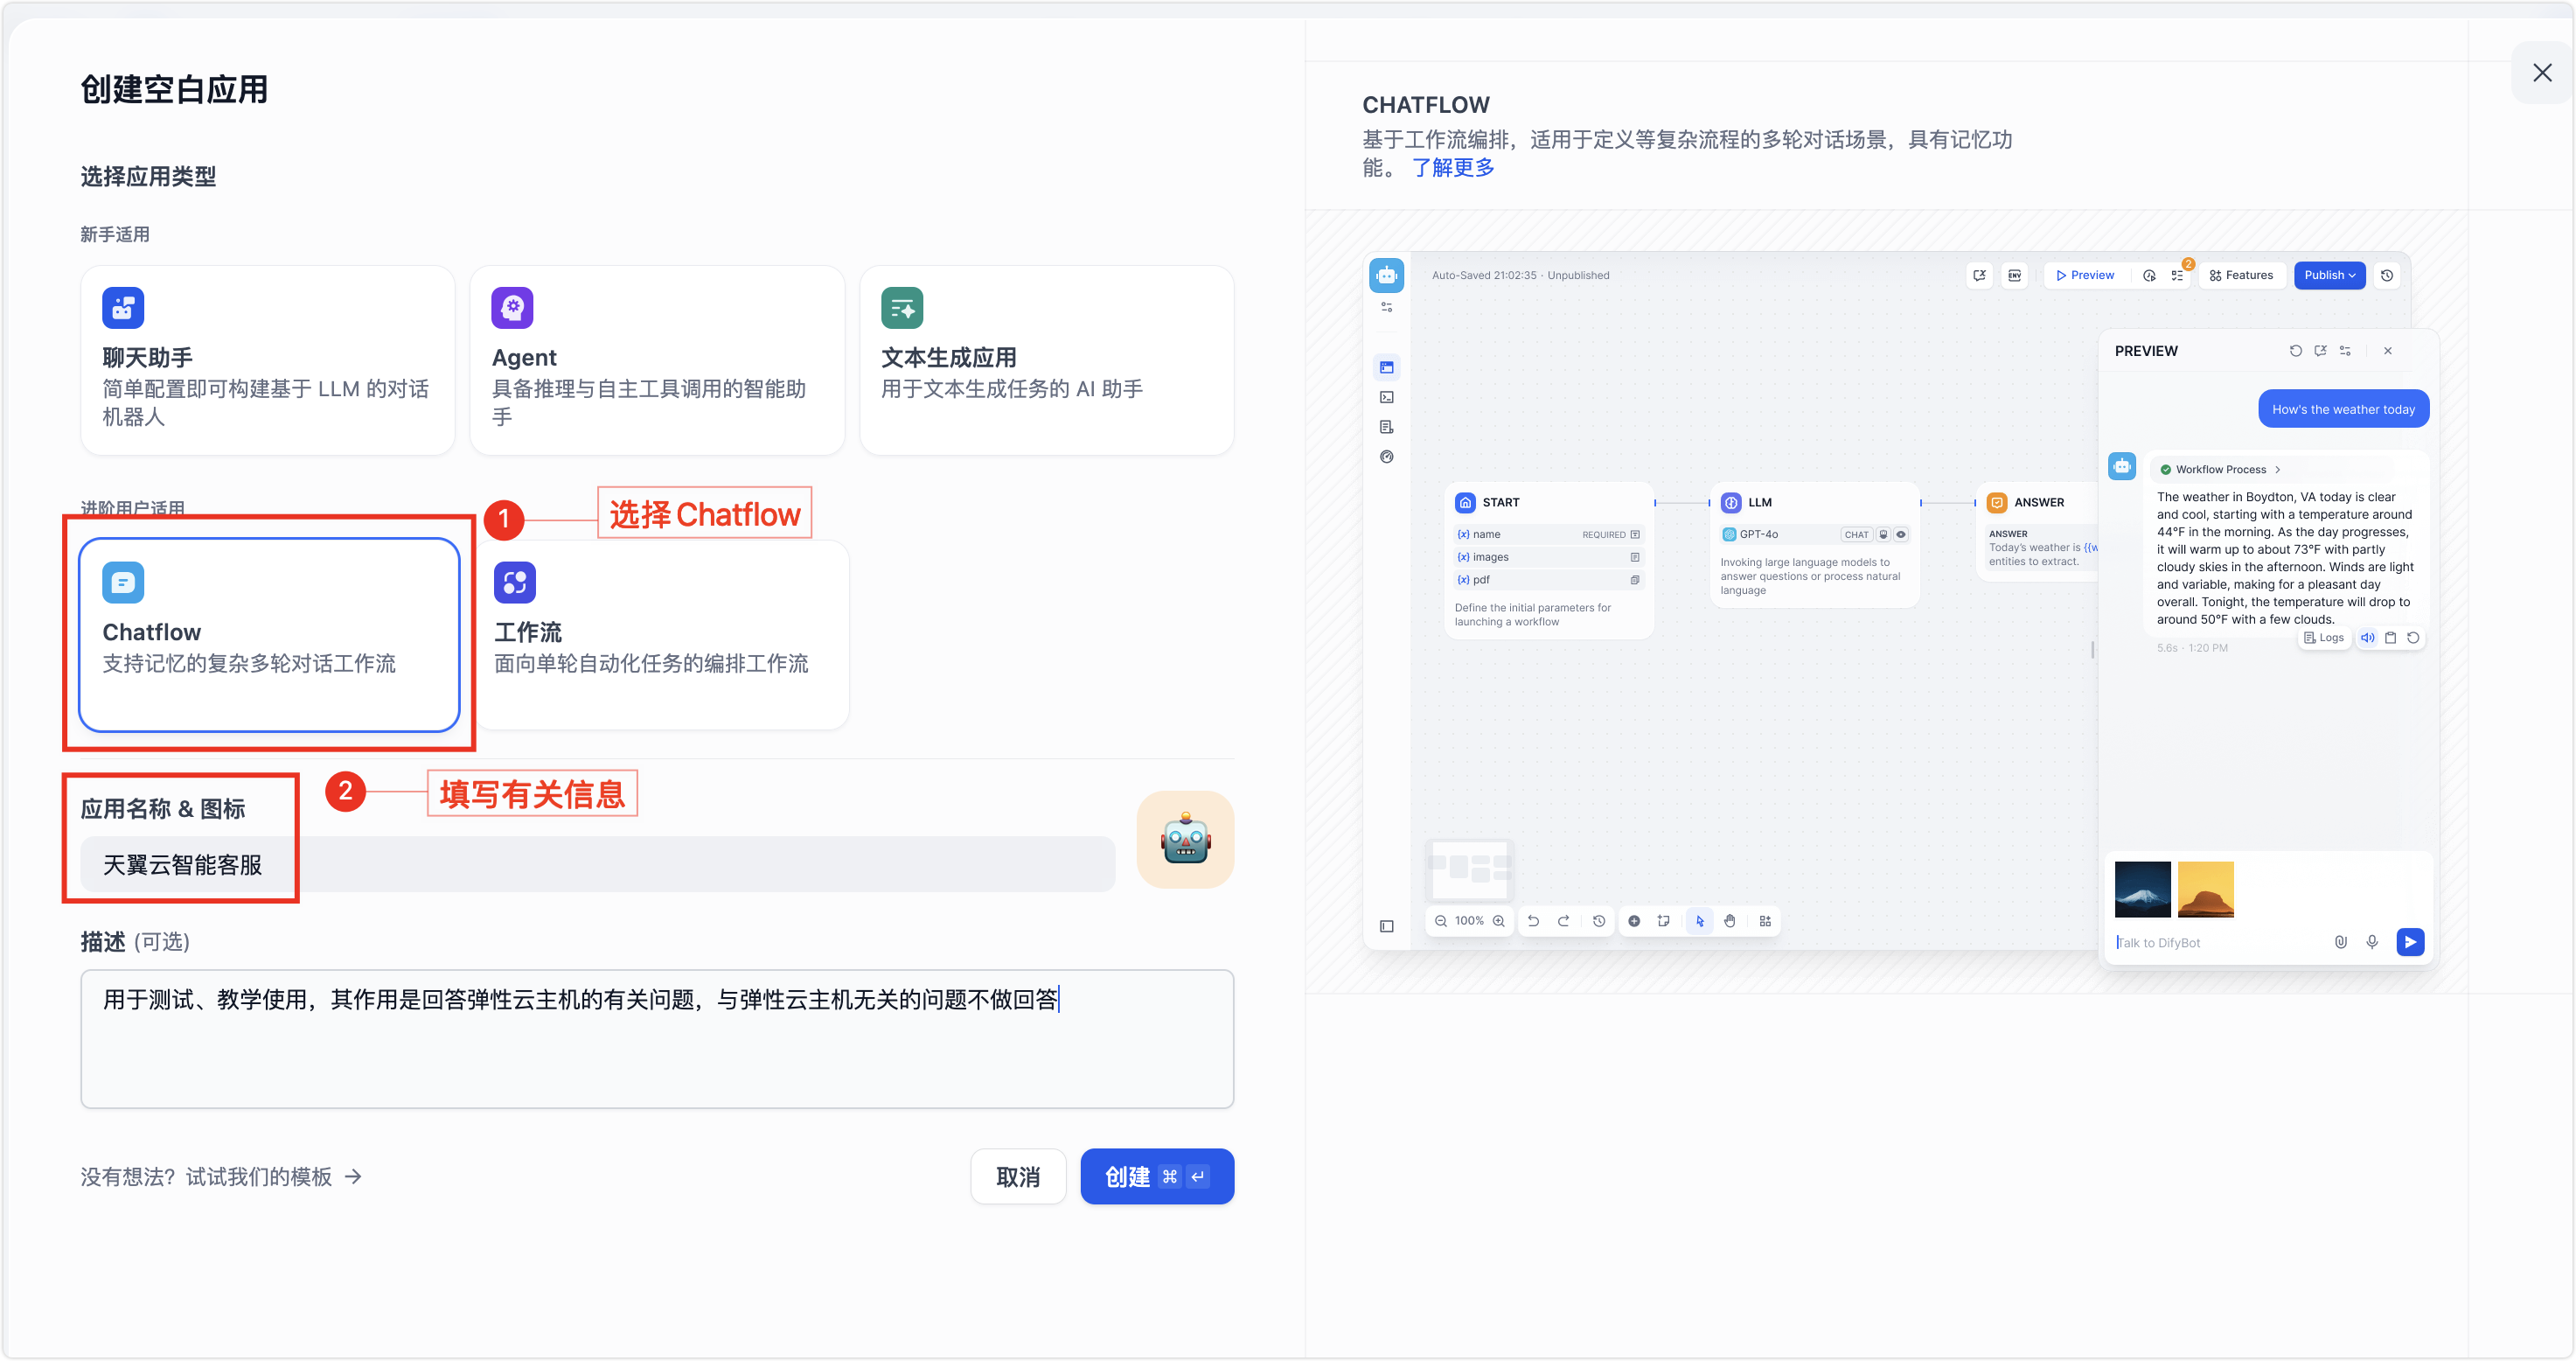 创建空白应用
选择应用类型
新手适用
聊天助手
简单配置即可构建基于 LLM 的对话
机器人
Agent
具备推理与自主工具调用的智能助
手
文本生成应用
用于文本生成任务的 AI 助手
进阶用户适用
1
选择 Chatflow
Chatflow
支持记忆的复杂多轮对话工作流
工作流
面向单轮自动化任务的编排工作流
应用名称 & 图标
2
填写有关信息
天翼云智能客服
描述 (可选)
用于测试、教学使用，其作用是回答弹性云主机的有关问题，与弹性云主机无关的问题不做回答
没有想法？试试我们的模板 →
取消
创建 ⌘ ↵
CHATFLOW
基于工作流编排，适用于定义等复杂流程的多轮对话场景，具有记忆功
能。 了解更多
Auto-Saved 21:02:35 · Unpublished
ENV
Preview
2
Features
Publish
START
{x} name
REQUIRED
{x} images
{x} pdf
Define the initial parameters for
launching a workflow
LLM
GPT-4o
CHAT
Invoking large language models to
answer questions or process natural
language
ANSWER
ANSWER
Today's weather is {{w
entities to extract.
PREVIEW
How's the weather today
Workflow Process
The weather in Boydton, VA today is clear
and cool, starting with a temperature around
44°F in the morning. As the day progresses,
it will warm up to about 73°F with partly
cloudy skies in the afternoon. Winds are light
and variable, making for a pleasant day
overall. Tonight, the temperature will drop to
around 50°F with a few clouds.
Logs
5.6s · 1:20 PM
100%
Talk to DifyBot